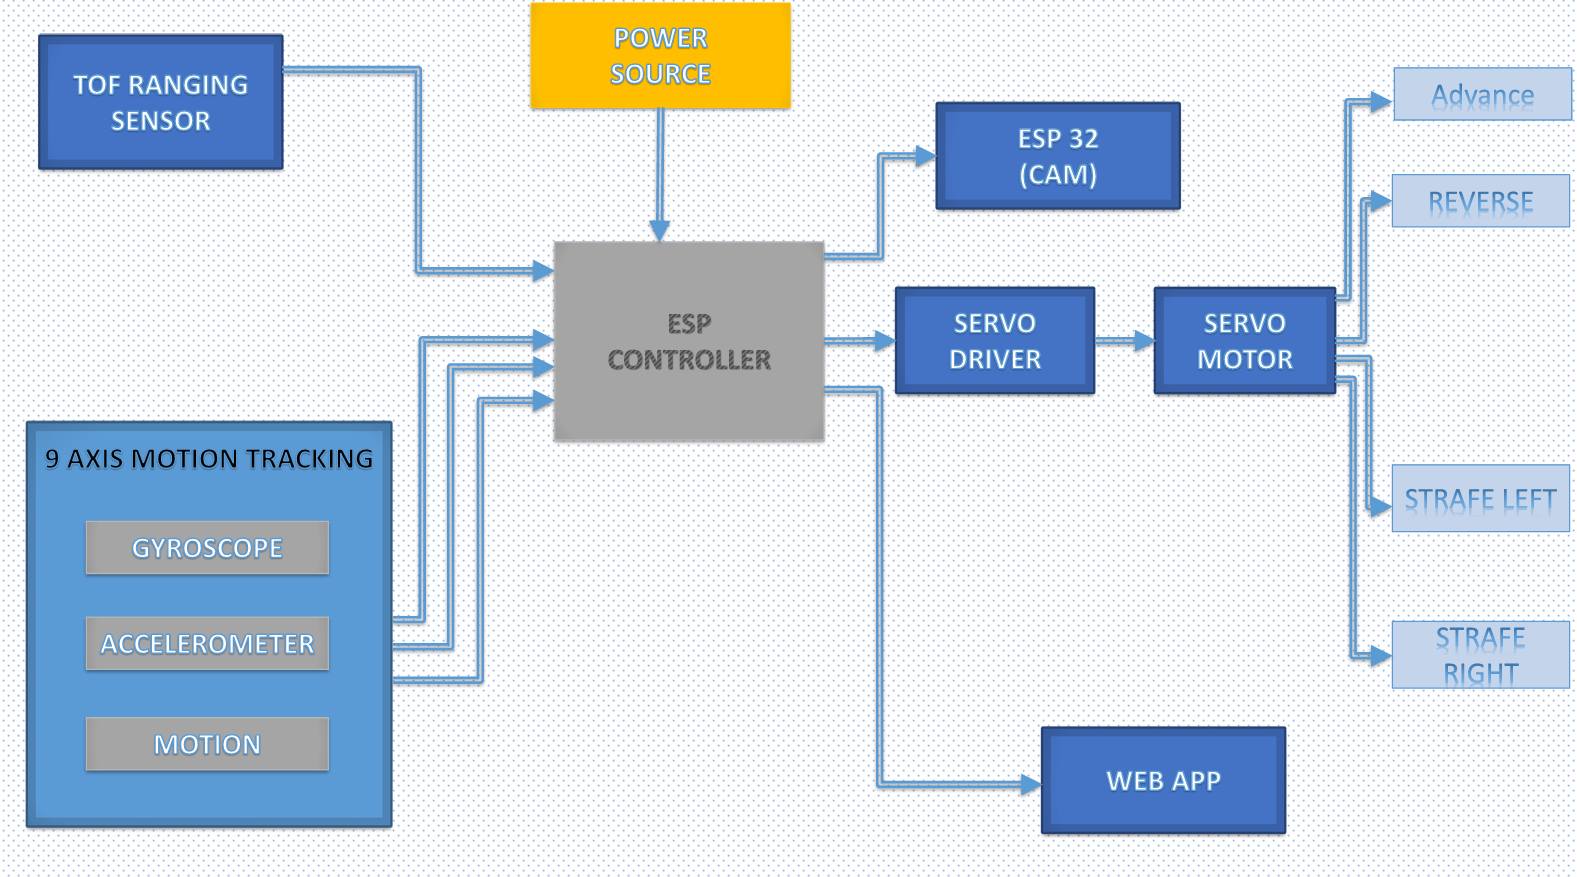 POWER
SOURCE
TOF RANGING
SENSOR
Advance
ESP 32
(CAM)
REVERSE
ESP
CONTROLLER
SERVO
DRIVER
SERVO
MOTOR
9 AXIS MOTION TRACKING
GYROSCOPE
ACCELEROMETER
MOTION
STRAFE LEFT
STRAFE
RIGHT
WEB APP